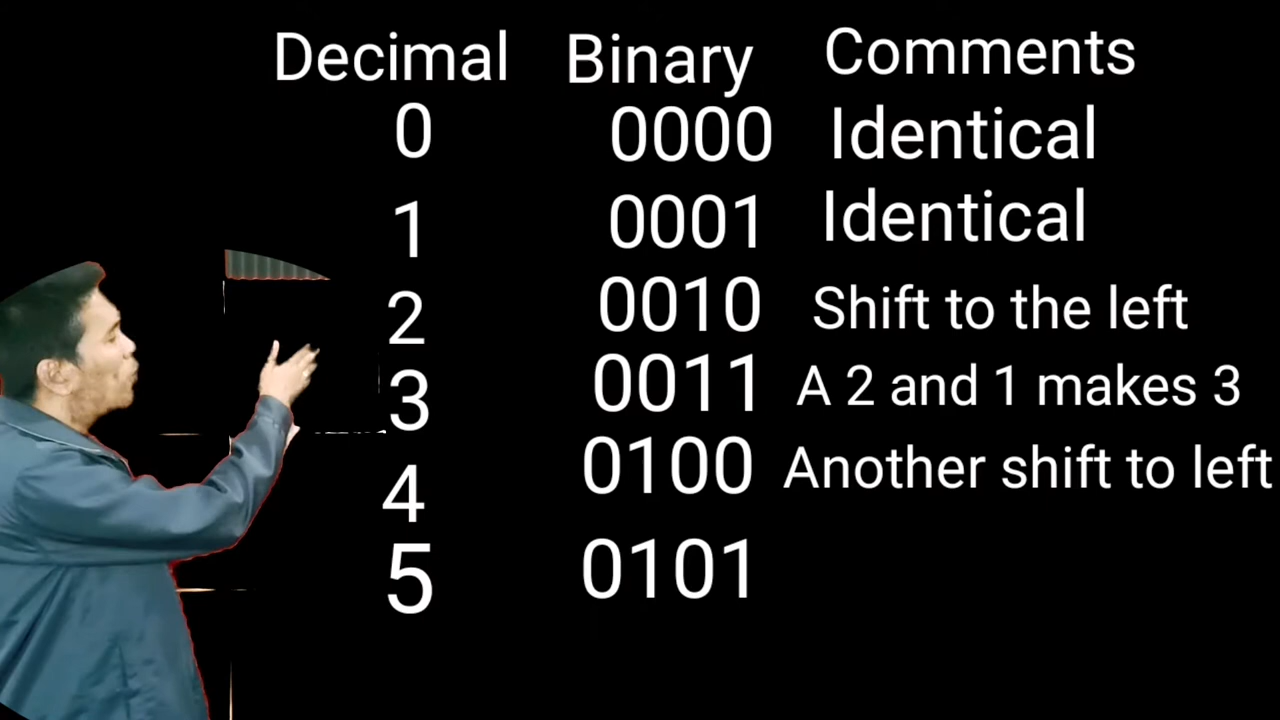 Decimal Binary Comments
0 0000 Identical
1 0001 Identical
2 0010 Shift to the left
3 0011 A 2 and 1 makes 3
4 0100 Another shift to left
5 0101